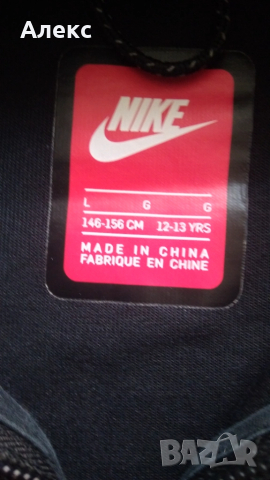 Алекс
NIKE
L G G
146-156 CM 12-13 YRS
MADE IN CHINA
FABRIQUE EN CHINE
BAZAR